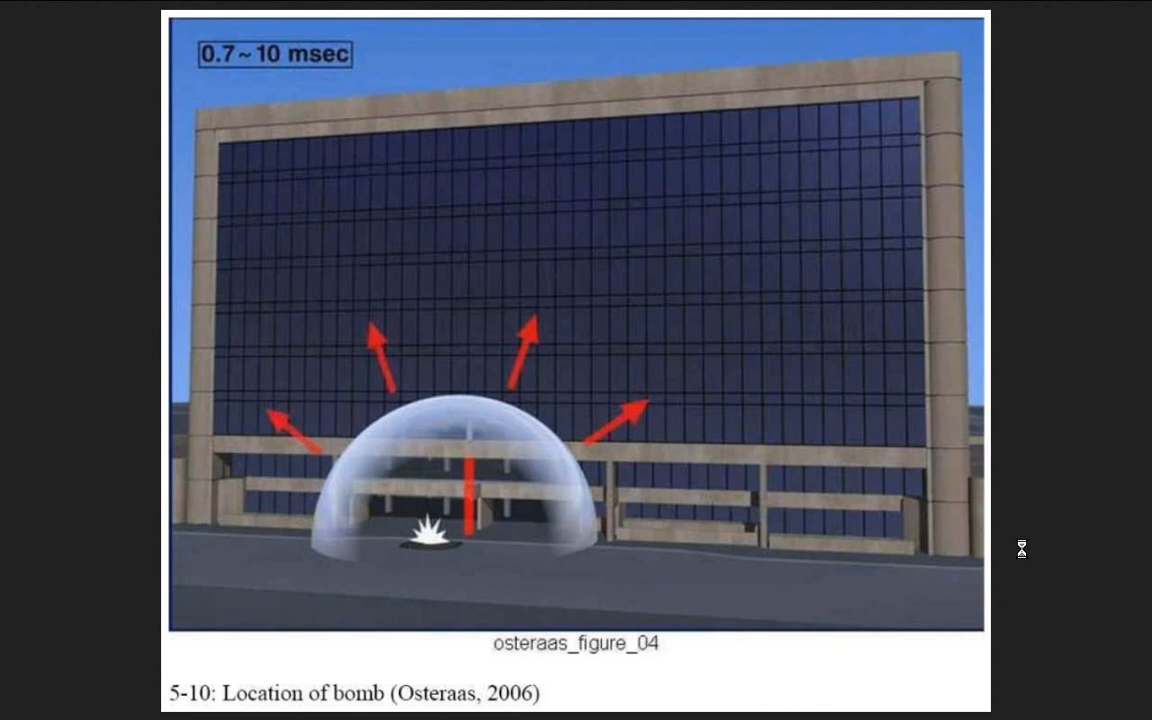 0.7~10 msec
osteraas_figure_04
5-10: Location of bomb (Osteraas, 2006)